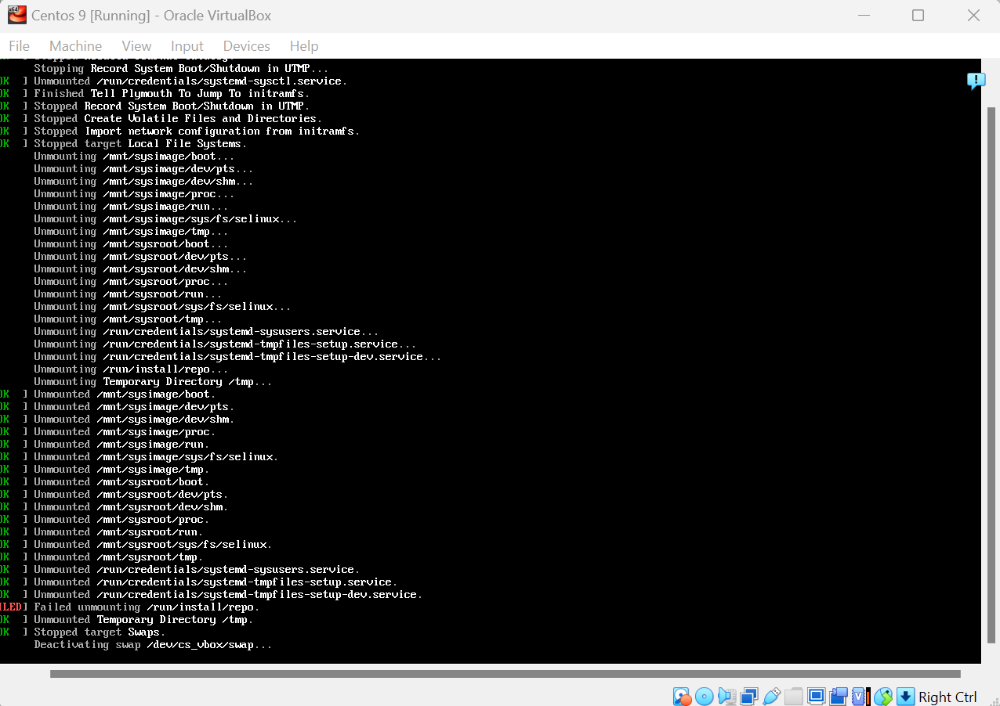 x64
Centos 9 [Running] - Oracle VirtualBox
File Machine View Input Devices Help
Stopping Record System Boot/Shutdown in UTMP...
OK ] Unmounted /run/credentials/systemd-sysctl.service.
OK ] Finished Tell Plymouth To Jump To initramfs.
OK ] Stopped Record System Boot/Shutdown in UTMP.
OK ] Stopped Create Volatile Files and Directories.
OK ] Stopped Import network configuration from initramfs.
OK ] Stopped target Local File Systems.
Unmounting /mnt/sysimage/boot...
Unmounting /mnt/sysimage/dev/pts...
Unmounting /mnt/sysimage/dev/shm...
Unmounting /mnt/sysimage/proc...
Unmounting /mnt/sysimage/run...
Unmounting /mnt/sysimage/sys/fs/selinux...
Unmounting /mnt/sysimage/tmp...
Unmounting /mnt/sysroot/boot...
Unmounting /mnt/sysroot/dev/pts...
Unmounting /mnt/sysroot/dev/shm...
Unmounting /mnt/sysroot/proc...
Unmounting /mnt/sysroot/run...
Unmounting /mnt/sysroot/sys/fs/selinux...
Unmounting /mnt/sysroot/tmp...
Unmounting /run/credentials/systemd-sysusers.service...
Unmounting /run/credentials/systemd-tmpfiles-setup.service...
Unmounting /run/credentials/systemd-tmpfiles-setup-dev.service...
Unmounting /run/install/repo...
Unmounting Temporary Directory /tmp...
OK ] Unmounted /mnt/sysimage/boot.
OK ] Unmounted /mnt/sysimage/dev/pts.
OK ] Unmounted /mnt/sysimage/dev/shm.
OK ] Unmounted /mnt/sysimage/proc.
OK ] Unmounted /mnt/sysimage/run.
OK ] Unmounted /mnt/sysimage/sys/fs/selinux.
OK ] Unmounted /mnt/sysimage/tmp.
OK ] Unmounted /mnt/sysroot/boot.
OK ] Unmounted /mnt/sysroot/dev/pts.
OK ] Unmounted /mnt/sysroot/dev/shm.
OK ] Unmounted /mnt/sysroot/proc.
OK ] Unmounted /mnt/sysroot/run.
OK ] Unmounted /mnt/sysroot/sys/fs/selinux.
OK ] Unmounted /mnt/sysroot/tmp.
OK ] Unmounted /run/credentials/systemd-sysusers.service.
OK ] Unmounted /run/credentials/systemd-tmpfiles-setup.service.
OK ] Unmounted /run/credentials/systemd-tmpfiles-setup-dev.service.
ILED] Failed unmounting /run/install/repo.
OK ] Unmounted Temporary Directory /tmp.
OK ] Stopped target Swaps.
Deactivating swap /dev/cs_vbox/swap...
Right Ctrl